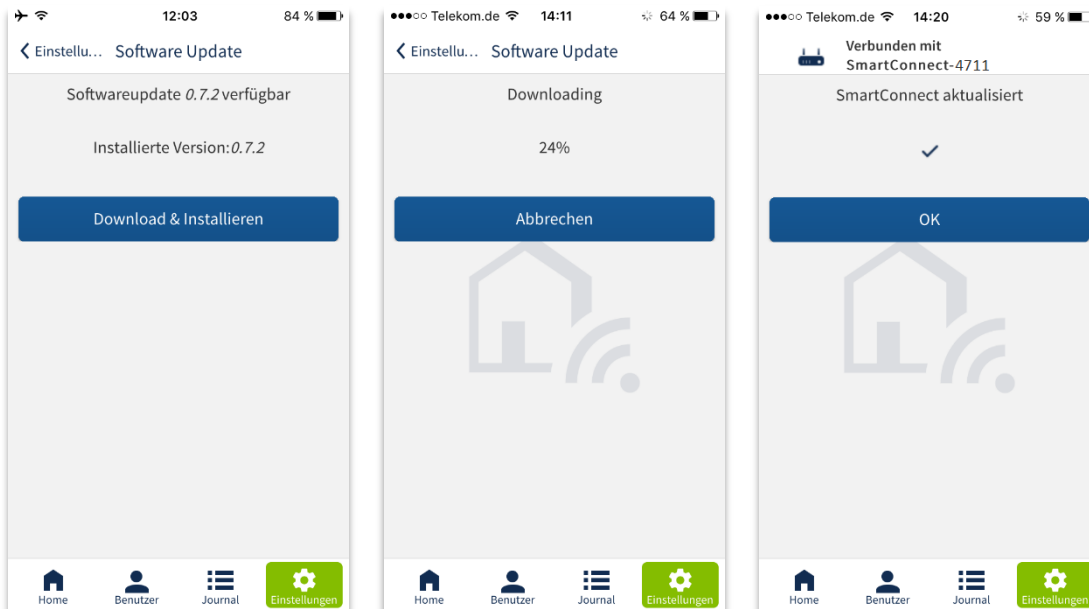 12:03
84 %
Einstellu... Software Update
Softwareupdate 0.7.2 verfügbar
Installierte Version:0.7.2
Download & Installieren
Home Benutzer Journal Einstellungen
Telekom.de 14:11 64 %
Einstellu... Software Update
Downloading
24%
Abbrechen
Home Benutzer Journal Einstellungen
Telekom.de 14:20 59 %
Verbunden mit
SmartConnect-4711
SmartConnect aktualisiert
OK
Home Benutzer Journal Einstellungen